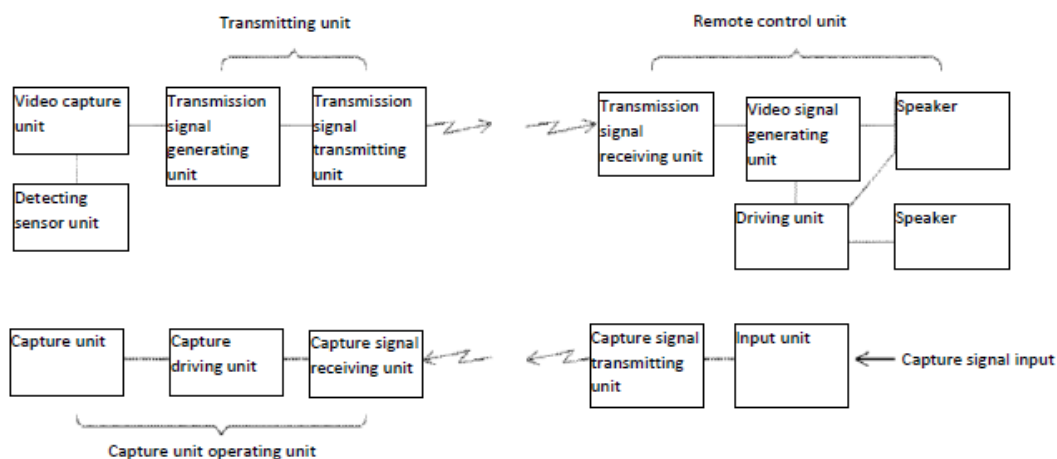 Transmitting unit
Remote control unit
Video capture
unit
Transmission
signal
generating
unit
Transmission
signal
transmitting
unit
Transmission
signal
receiving unit
Video signal
generating
unit
Speaker
Detecting
sensor unit
Driving unit
Speaker
Capture unit
Capture
driving unit
Capture signal
receiving unit
Capture signal
transmitting
unit
Input unit
Capture signal input
Capture unit operating unit